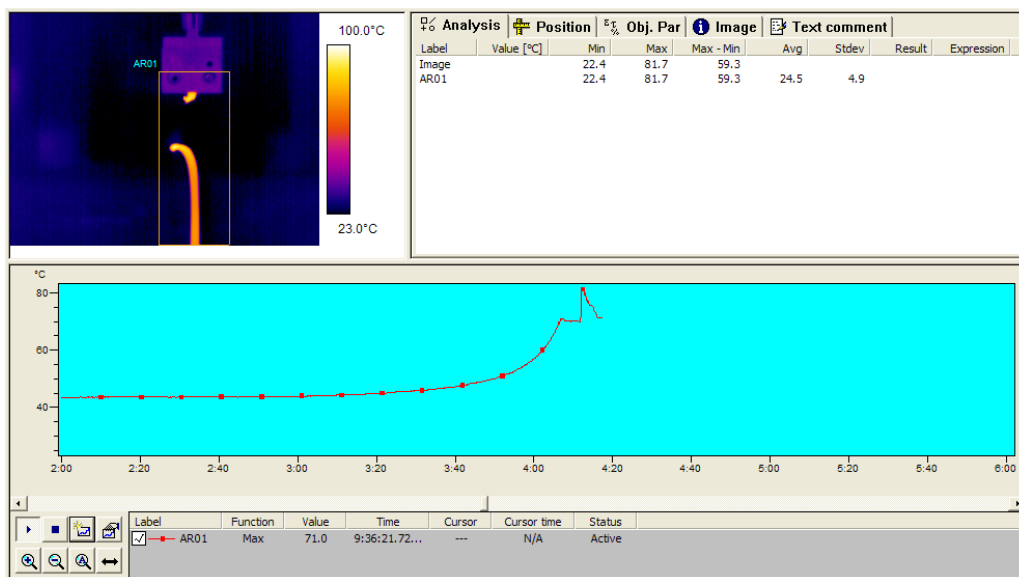 100.0°C
AR01
23.0°C
Analysis Position Obj. Par Image Text comment
Label Value [°C] Min Max Max - Min Avg Stdev Result Expression
Image 22.4 81.7 59.3
AR01 22.4 81.7 59.3 24.5 4.9
°C
80
60
40
2:00 2:20 2:40 3:00 3:20 3:40 4:00 4:20 4:40 5:00 5:20 5:40 6:00
Label Function Value Time Cursor Cursor time Status
AR01 Max 71.0 9:36:21.72... --- N/A Active